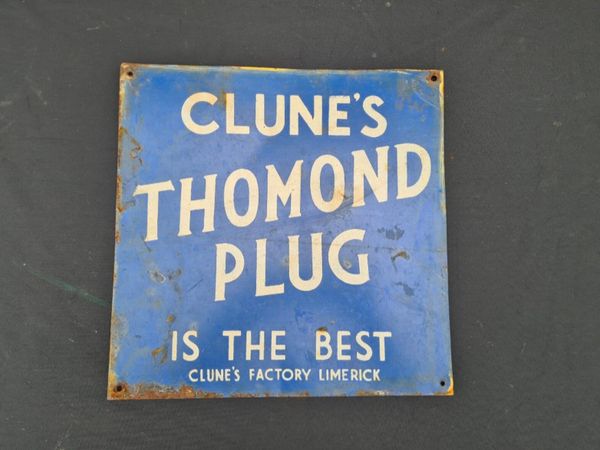 CLUNE'S
THOMOND
PLUG
IS THE BEST
CLUNE'S FACTORY LIMERICK